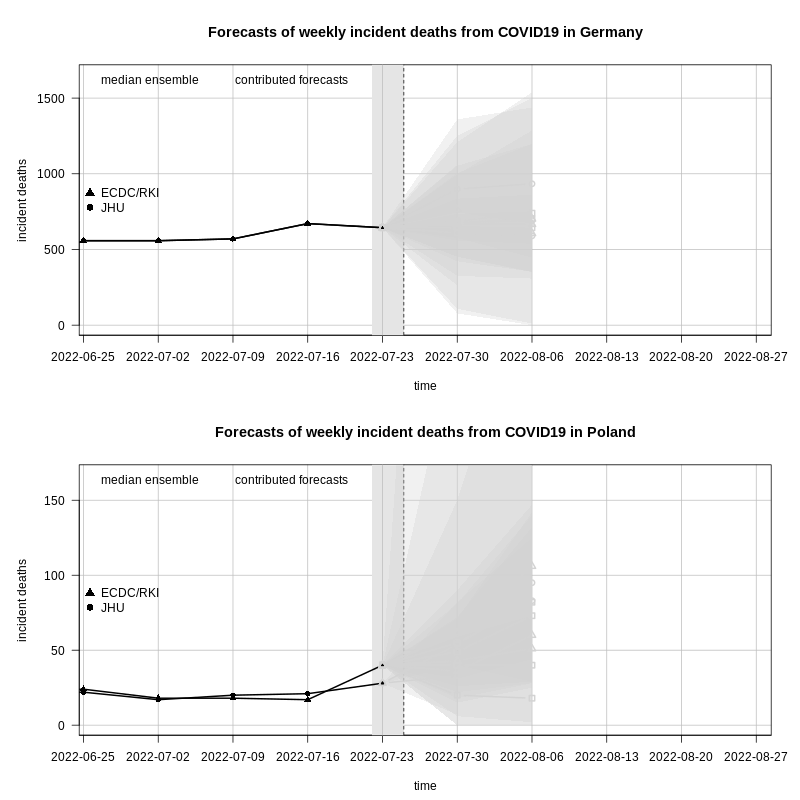 Forecasts of weekly incident deaths from COVID19 in Germany
median ensemble contributed forecasts
1500
1000
500
0
incident deaths
ECDC/RKI
JHU
2022-06-25 2022-07-02 2022-07-09 2022-07-16 2022-07-23 2022-07-30 2022-08-06 2022-08-13 2022-08-20 2022-08-27
time
Forecasts of weekly incident deaths from COVID19 in Poland
median ensemble contributed forecasts
150
100
50
0
incident deaths
ECDC/RKI
JHU
2022-06-25 2022-07-02 2022-07-09 2022-07-16 2022-07-23 2022-07-30 2022-08-06 2022-08-13 2022-08-20 2022-08-27
time